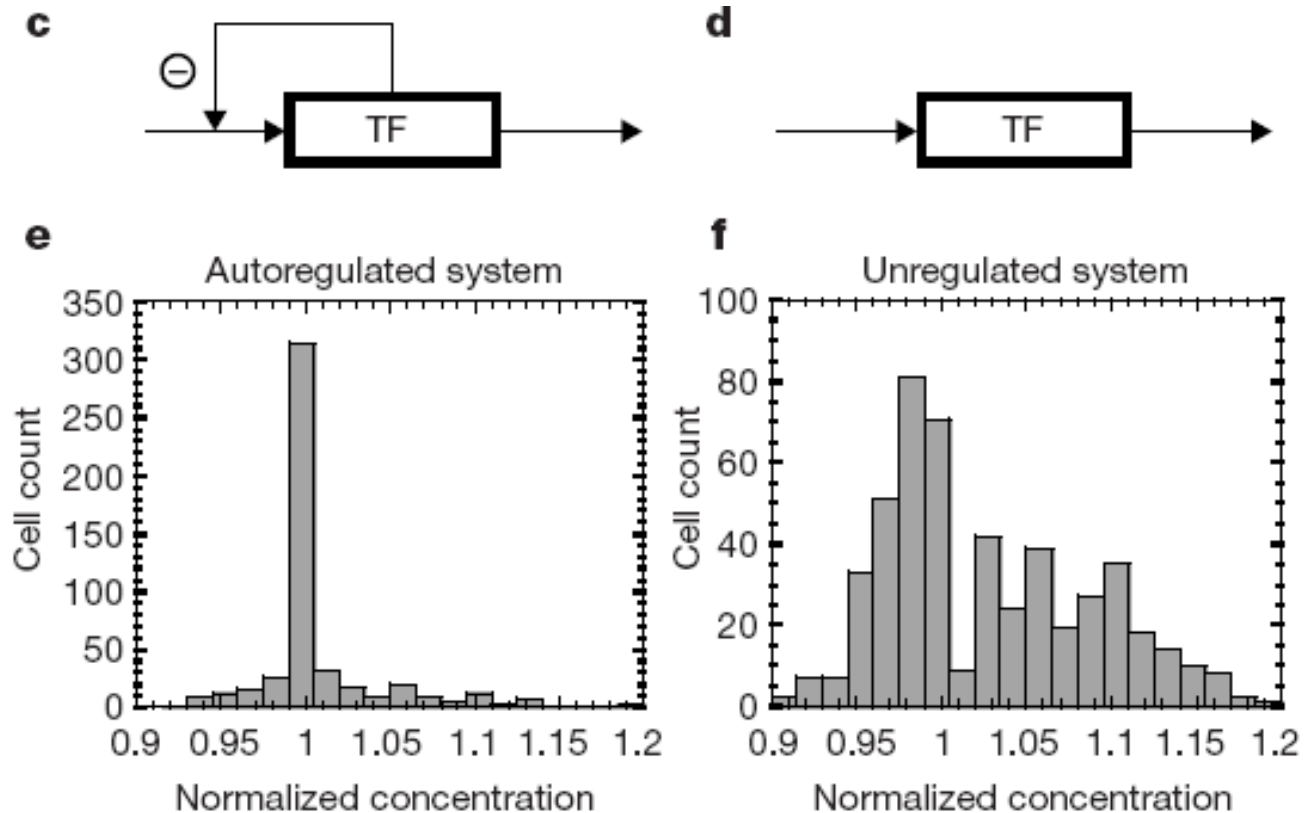 c
d
⊖
TF
TF
e
f
Autoregulated system
Unregulated system
350
300
250
200
150
100
50
0
Cell count
0.9 0.95 1 1.05 1.1 1.15 1.2
Normalized concentration
100
80
60
40
20
0
Cell count
0.9 0.95 1 1.05 1.1 1.15 1.2
Normalized concentration